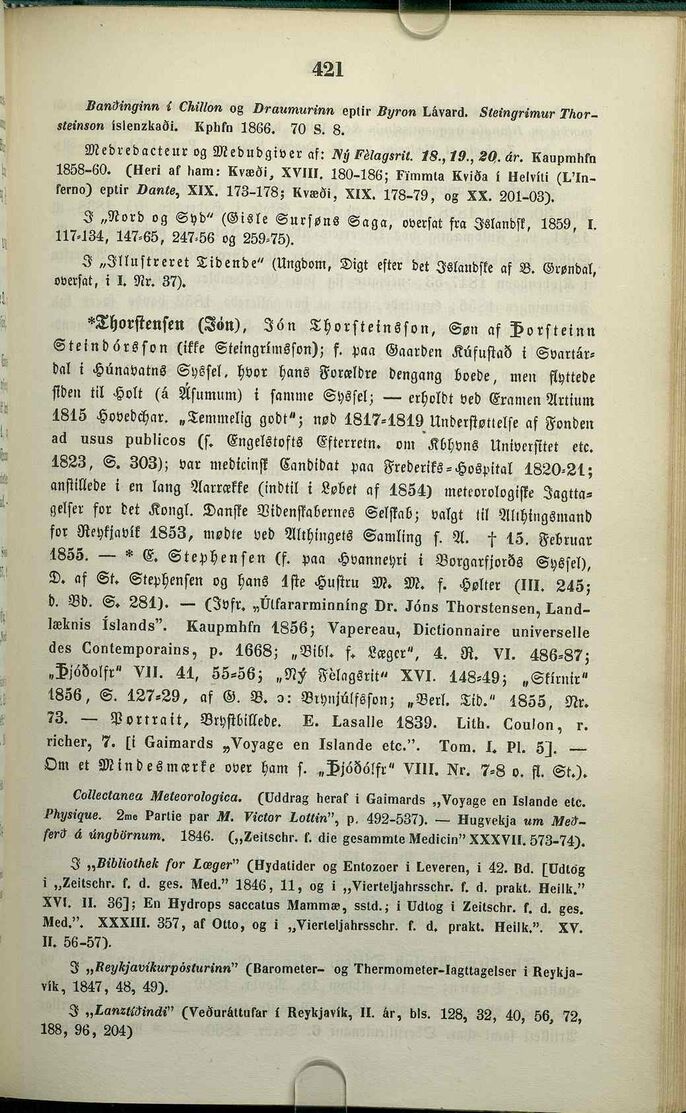 421
Banðinginn í Chillon og Draumurinn eptir Byron Lávard. Steingrimur Thor-
steinson íslenzkaði. Kphfn 1866. 70 S. 8.
Medredacteur og Medudgiver af: Ný Fèlagsrit. 18., 19., 20. ár. Kaupmhfn
1858-60. (Heri af ham: Kvæði, XVIII. 180-186; Fimmta Kviða í Helvíti (L'In-
ferno) eptir Dante, XIX. 173-178; Kvæði, XIX. 178-79, og XX. 201-03).
I „Nord og Syd" (Gisle Sursøns Saga, oversat fra Islandsk, 1859, I.
117-134, 147-65, 247-56 og 259-75).
I „Illustreret Tidende" (Ungdom, Digt efter det Islandske af B. Grøndal,
oversat, i I. Nr. 37).
*Thorstensen (Jón), Jón Thorsteinsson, Søn af Þorsteinn
Steindórsson (ikke Steingrímsson); f. paa Gaarden Kúfustað i Svartár-
dal i Húnavatns Syssel, hvor hans Forældre dengang boede, men flyttede
siden til Holt (á Ásumum) i samme Syssel; — erholdt ved Examen Artium
1815 Hovedchar. „Temmelig godt"; nød 1817-1819 Understøttelse af Fonden
ad usus publicos (s. Engelstofts Efterretn. om Kbhvns Universitet etc.
1823, S. 303); var medicinsk Candidat paa Frederiks-Hospital 1820-21;
anstillede i en lang Aarrække (indtil i Løbet af 1854) meteorologiske Jagtta-
gelser for det Kongl. Danske Videnskabernes Selskab; valgt til Althingsmand
for Reykjavík 1853, mødte ved Althingets Samling s. A. † 15. Februar
1855. — * E. Stephensen (f. paa Hvanneyri i Borgarfjorðs Syssel),
D. af St. Stephensen og hans 1ste Hustru M. M. f. Hølter (III. 245;
d. Bd. S. 281). — (Jvfr. „Útfararminníng Dr. Jóns Thorstensen, Land-
læknis Íslands". Kaupmhfn 1856; Vapereau, Dictionnaire universelle
des Contemporains, p. 1668; „Bibl. f. Læger", 4. R. VI. 486-87;
„Þjóðolfr" VII. 41, 55-56; „Ný Fèlagsrit" XVI. 148-49; „Skírnir"
1856, S. 127-29, af G. B. ɔ: Brynjúlfsson; „Berl. Tid." 1855, Nr.
73. — Portrait, Brystbillede. E. Lasalle 1839. Lith. Coulon, r.
richer, 7. [i Gaimards „Voyage en Islande etc.". Tom. I. Pl. 5]. —
Om et Mindesmærke over ham s. „Þjóðólfr" VIII. Nr. 7-8 o. fl. St.).
Collectanea Meteorologica. (Uddrag heraf i Gaimards „Voyage en Islande etc.
Physique. 2me Partie par M. Victor Lottin", p. 492-537). — Hugvekja um Með-
ferð á úngbörnum. 1846. („Zeitschr. f. die gesammte Medicin" XXXVII. 573-74).
I „Bibliothek for Læger" (Hydatider og Entozoer i Leveren, i 42. Bd. [Udtog
i „Zeitschr. f. d. ges. Med." 1846, 11, og i „Vierteljahrsschr. f. d. prakt. Heilk."
XVI. II. 36]; En Hydrops saccatus Mammæ, sstd.; i Udtog i Zeitschr. f. d. ges.
Med.". XXXIII. 357, af Otto, og i „Vierteljahrsschr. f. d. prakt. Heilk.". XV.
II. 56-57).
I „Reykjavíkurpósturinn" (Barometer- og Thermometer-Iagttagelser i Reykja-
vík, 1847, 48, 49).
I „Lanztíðindi" (Veðuráttufar í Reykjavík, II. ár, bls. 128, 32, 40, 56, 72,
188, 96, 204)